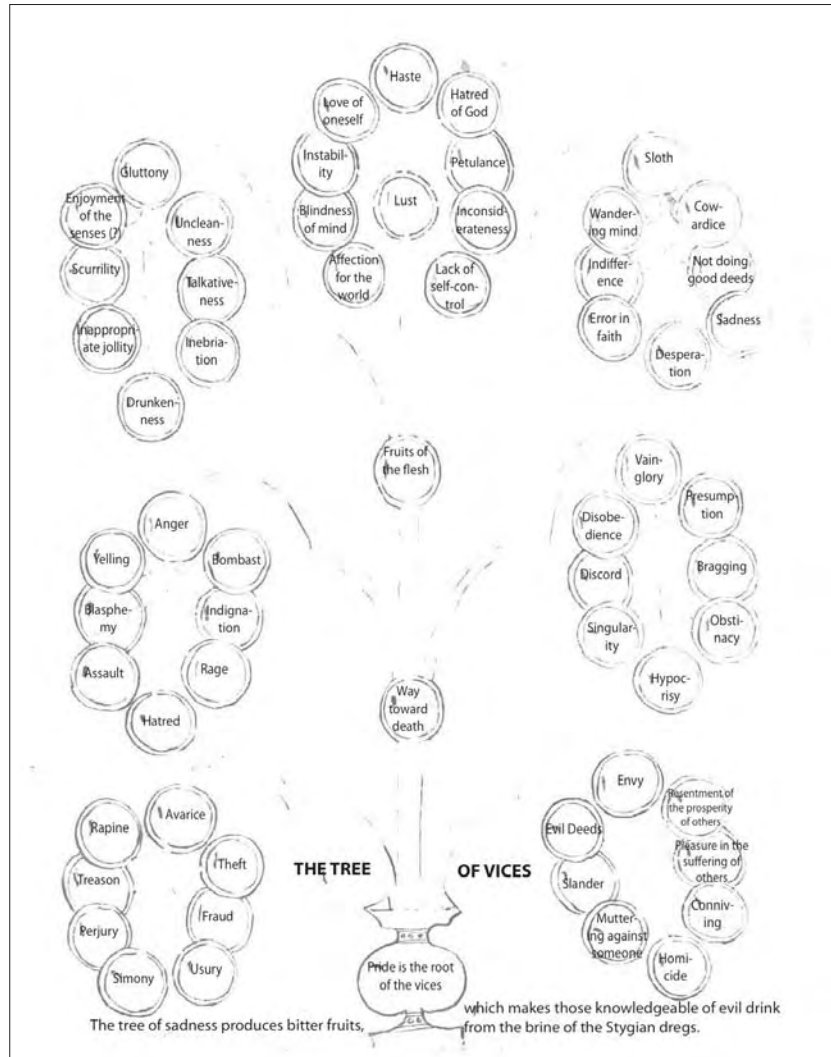 Haste
Love of
oneself
Hatred
of God
Instabil-
ity
Petulance
Lust
Blindness
of mind
Inconsid-
erateness
Affection
for the
world
Lack of
self-con-
trol
Gluttony
Enjoyment
of the
senses (?)
Unclean-
ness
Scurrility
Talkative-
ness
Inappropri-
ate jollity
Inebria-
tion
Drunken-
ness
Sloth
Wander-
ing mind
Cow-
ardice
Indiffer-
ence
Not doing
good deeds
Error in
faith
Sadness
Despera-
tion
Fruits of
the flesh
Anger
Yelling
Bombast
Blasphe-
my
Indigna-
tion
Assault
Rage
Hatred
Vain-
glory
Disobe-
dience
Presump-
tion
Discord
Bragging
Singular-
ity
Obsti-
nacy
Hypoc-
risy
Way
toward
death
Avarice
Rapine
Theft
Treason
Fraud
Perjury
Usury
Simony
Envy
Resentment of
the prosperity
of others
Evil Deeds
Pleasure in the
suffering of
others
Slander
Conniv-
ing
Mutter-
ing against
someone
Homi-
cide
THE TREE OF VICES
Pride is the root
of the vices
The tree of sadness produces bitter fruits,
which makes those knowledgeable of evil drink
from the brine of the Stygian dregs.